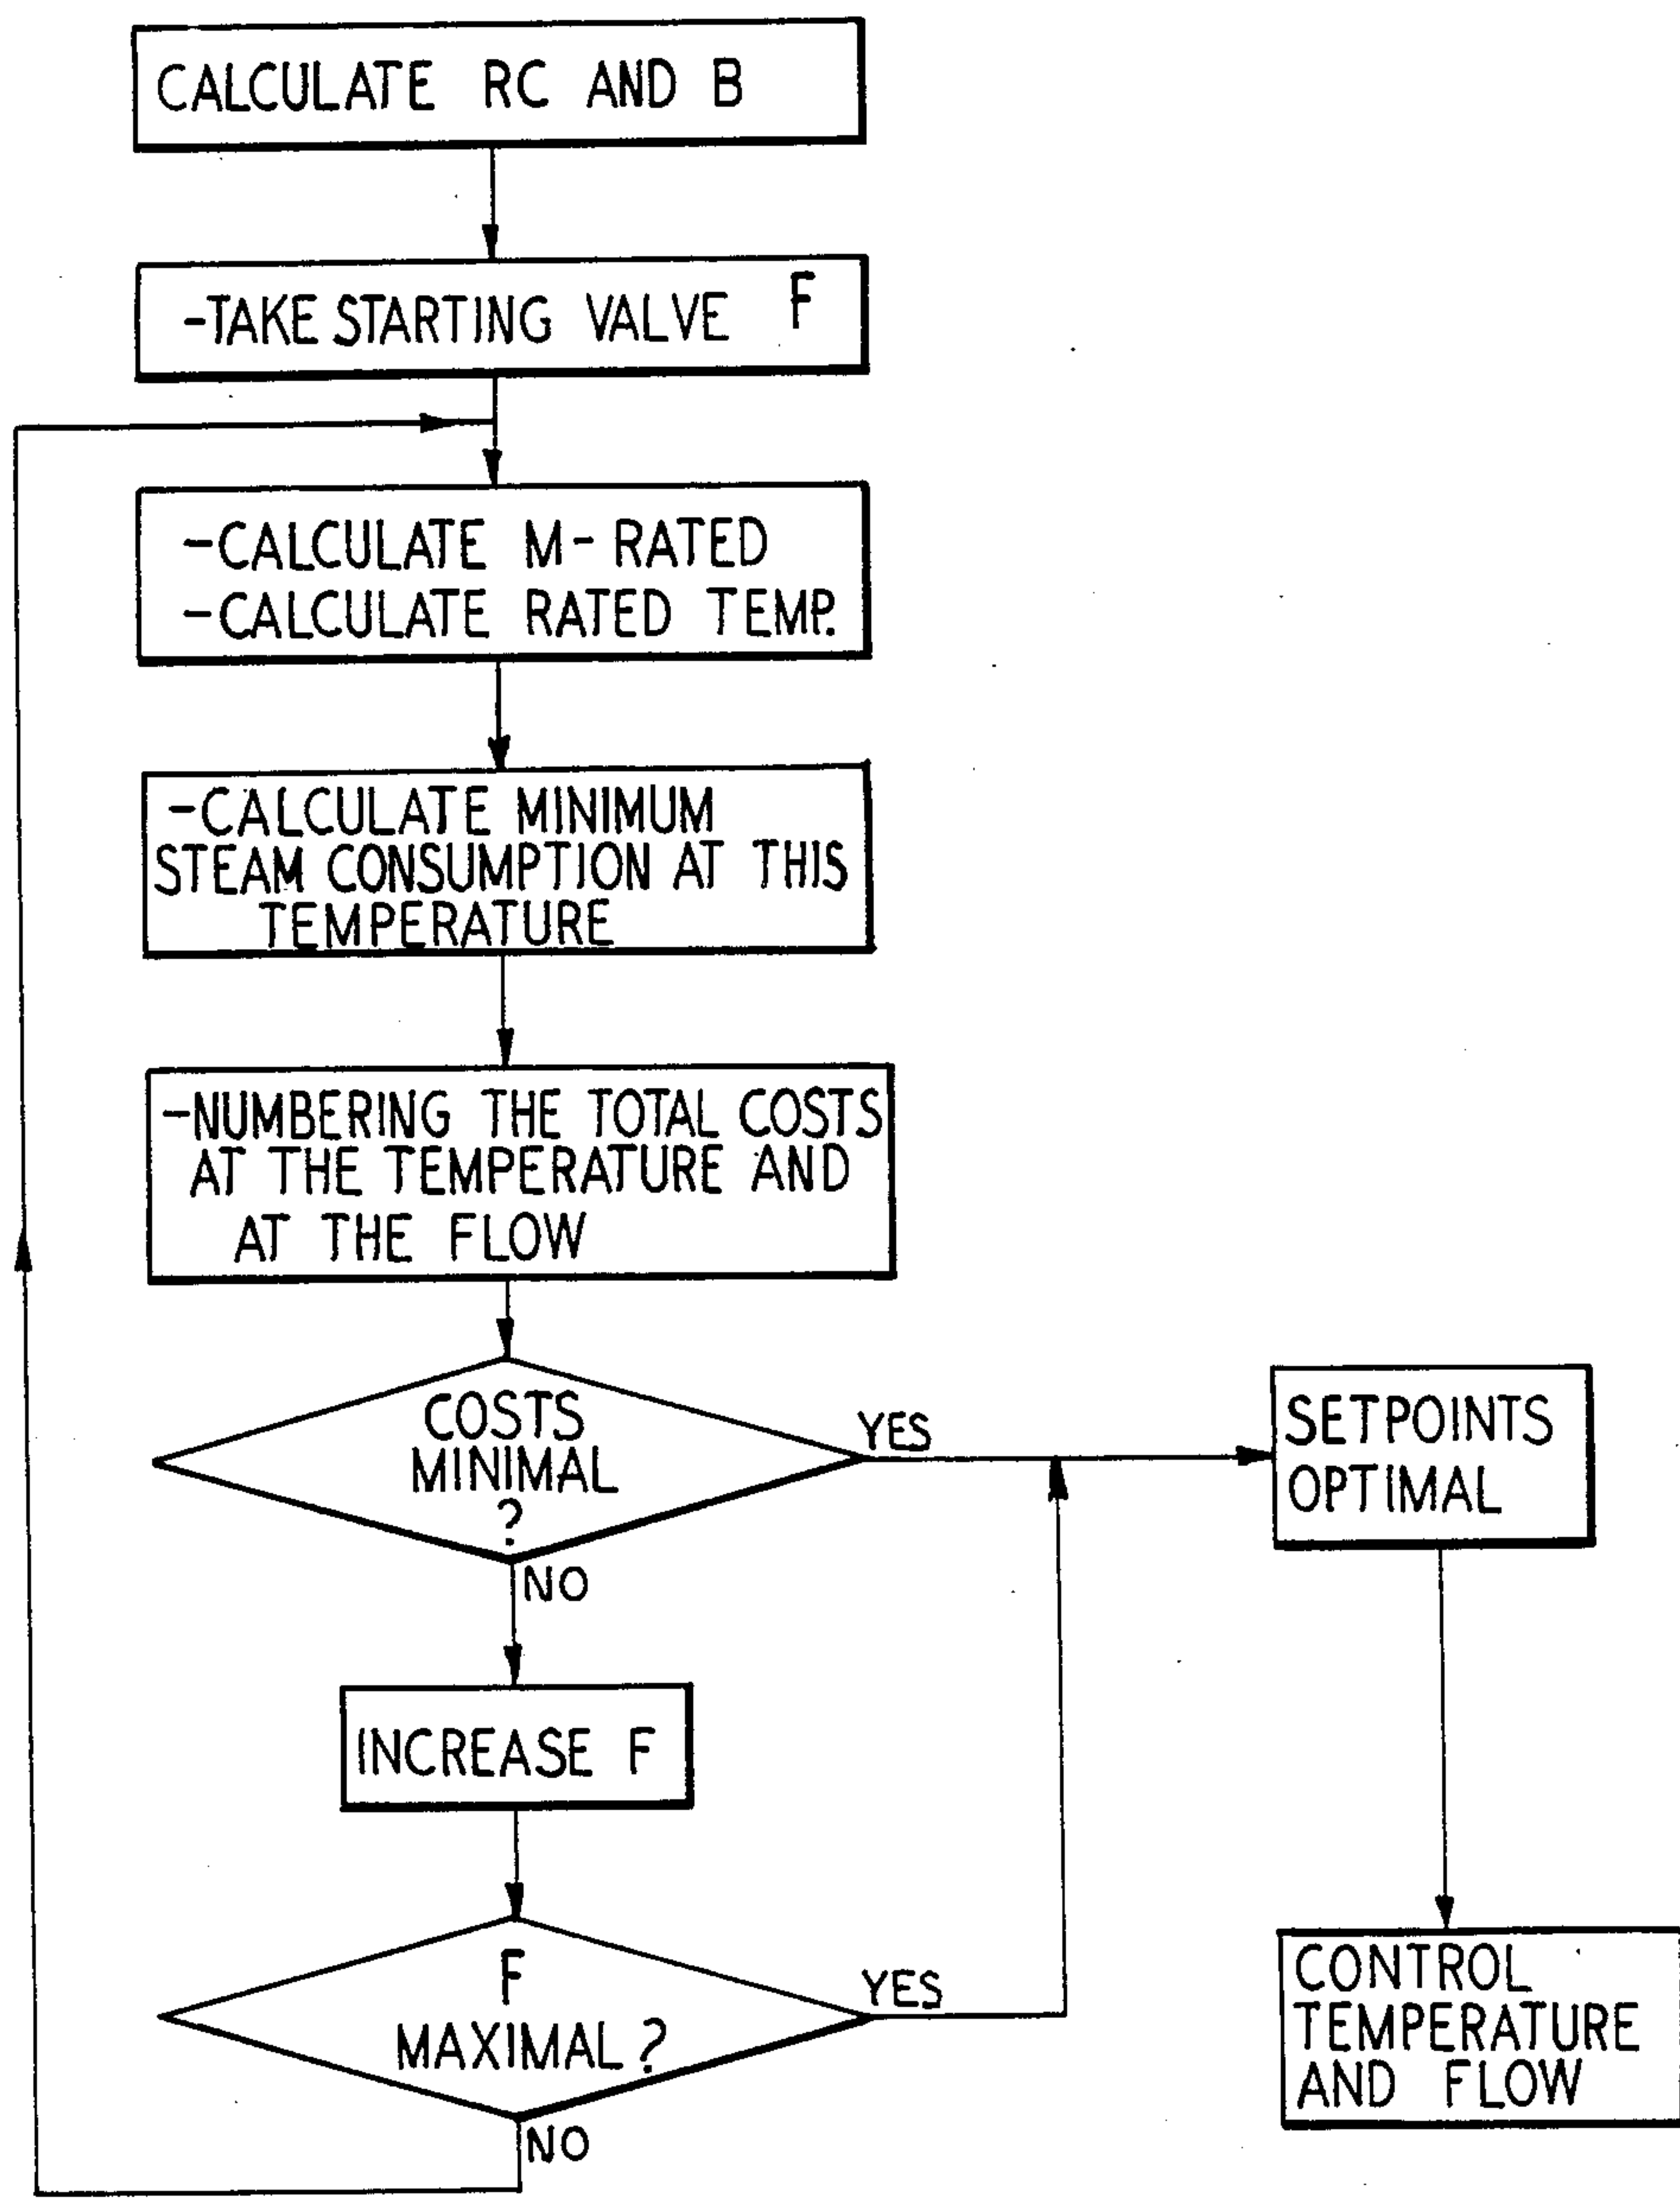 CALCULATE RC AND B
-TAKE STARTING VALVE F
-CALCULATE M-RATED
-CALCULATE RATED TEMP.
-CALCULATE MINIMUM
STEAM CONSUMPTION AT THIS
TEMPERATURE
-NUMBERING THE TOTAL COSTS
AT THE TEMPERATURE AND
AT THE FLOW
COSTS
MINIMAL
?
YES
NO
SETPOINTS
OPTIMAL
INCREASE F
F
MAXIMAL?
YES
NO
CONTROL
TEMPERATURE
AND FLOW